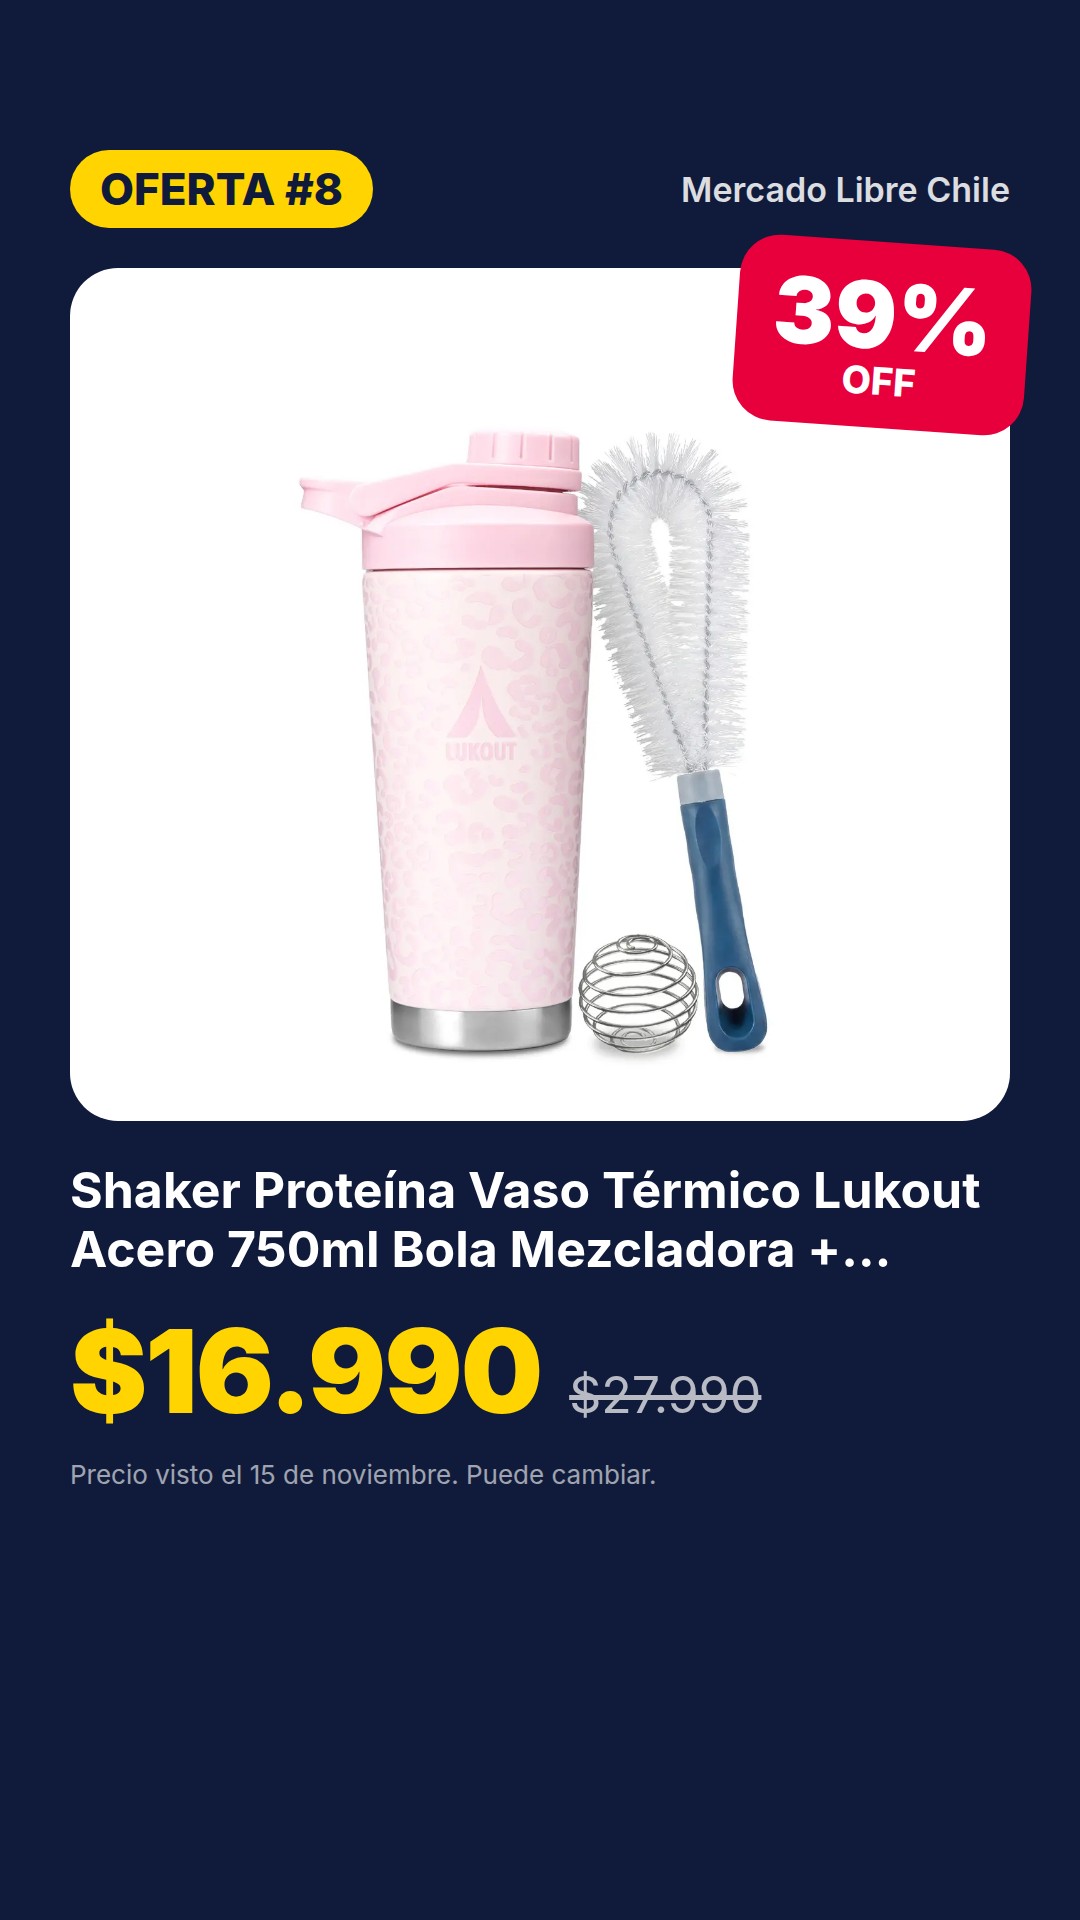 OFERTA #8
Mercado Libre Chile
39%
OFF
LUKOUT
Shaker Proteína Vaso Térmico Lukout
Acero 750ml Bola Mezcladora +...
$16.990 $27.990
Precio visto el 15 de noviembre. Puede cambiar.